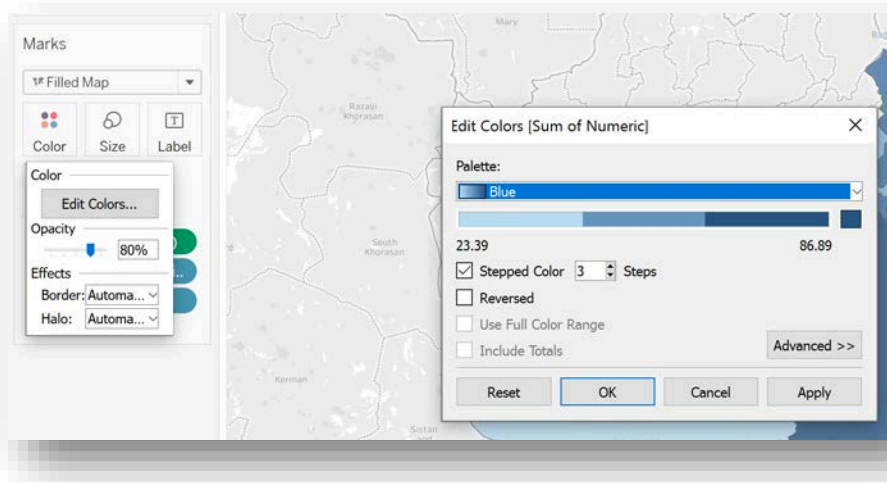 Marks
Filled Map
Color
Size
T
Label
Color
Edit Colors...
Opacity
80%
Effects
Border: Automa...
Halo: Automa...
Razavi
Khorasan
South
Khorasan
Kerman
Sistan
and
Edit Colors [Sum of Numeric]
Palette:
Blue
23.39
86.89
Stepped Color 3 Steps
Reversed
Use Full Color Range
Include Totals
Advanced >>
Reset
OK
Cancel
Apply